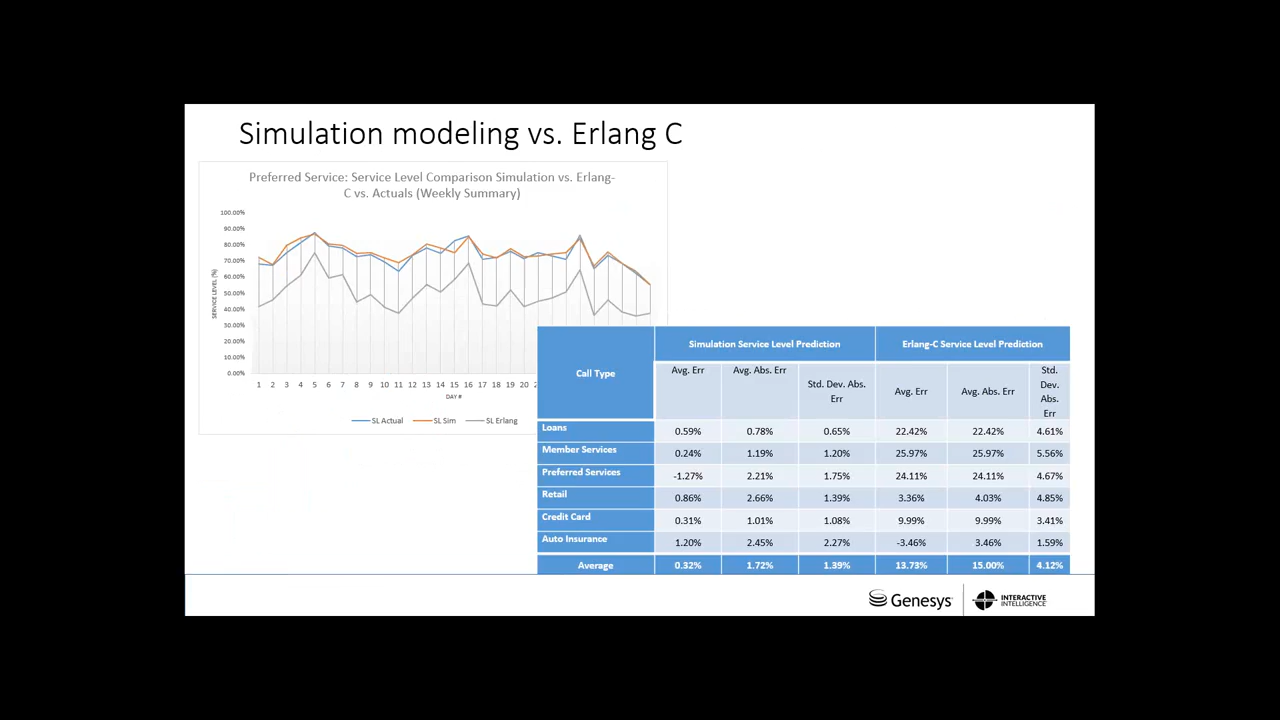 Simulation modeling vs. Erlang C
Preferred Service: Service Level Comparison Simulation vs. Erlang-
C vs. Actuals (Weekly Summary)
100.00%
90.00%
80.00%
70.00%
60.00%
50.00%
40.00%
30.00%
20.00%
10.00%
0.00%
SERVICE LEVEL (%)
1 2 3 4 5 6 7 8 9 10 11 12 13 14 15 16 17 18 19 20
DAY #
SL Actual SL Sim SL Erlang
Call Type Simulation Service Level Prediction Erlang-C Service Level Prediction
Avg. Err Avg. Abs. Err Std. Dev. Abs. Err Avg. Err Avg. Abs. Err Std. Dev. Abs. Err
Loans 0.59% 0.78% 0.65% 22.42% 22.42% 4.61%
Member Services 0.24% 1.19% 1.20% 25.97% 25.97% 5.56%
Preferred Services -1.27% 2.21% 1.75% 24.11% 24.11% 4.67%
Retail 0.86% 2.66% 1.39% 3.36% 4.03% 4.85%
Credit Card 0.31% 1.01% 1.08% 9.99% 9.99% 3.41%
Auto Insurance 1.20% 2.45% 2.27% -3.46% 3.46% 1.59%
Average 0.32% 1.72% 1.39% 13.73% 15.00% 4.12%
Genesys
INTERACTIVE
INTELLIGENCE